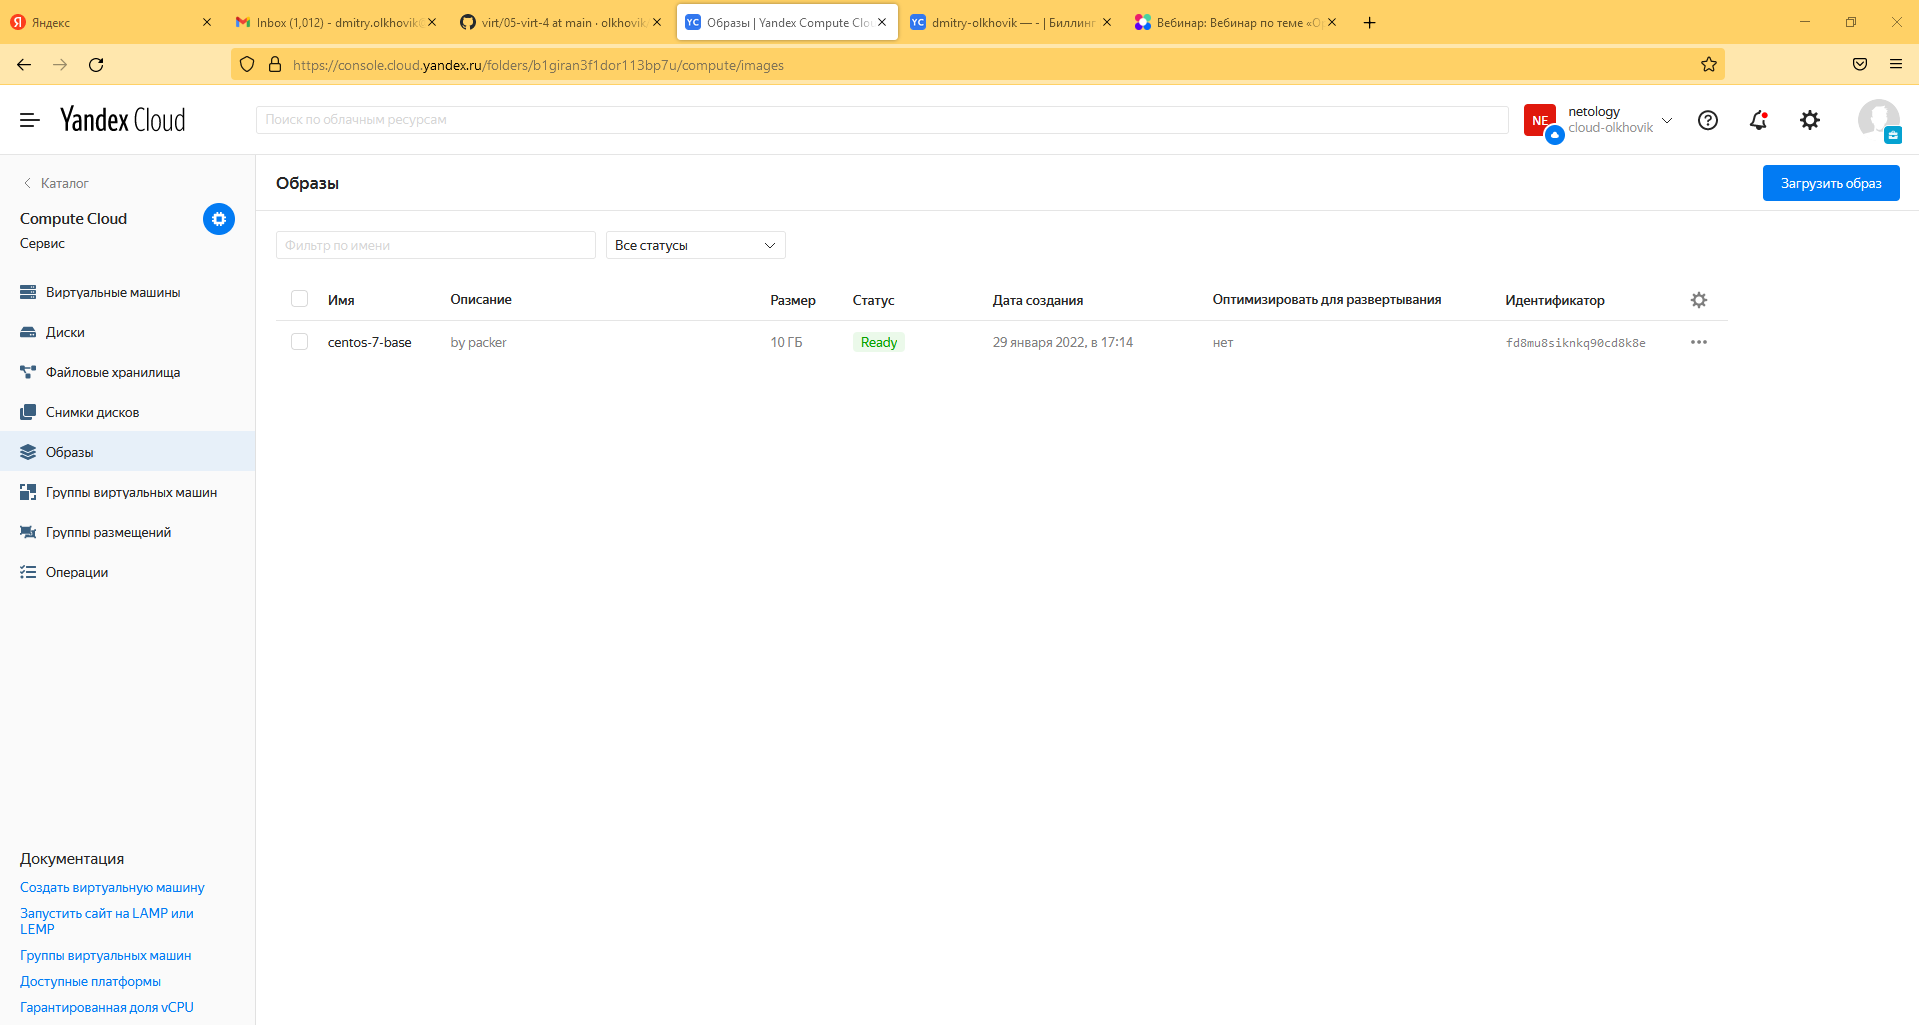 Яндекс
Inbox (1,012) - dmitry.olkhovik@
virt/05-virt-4 at main · olkhovik
Образы | Yandex Compute Clo
dmitry-olkhovik — - | Биллинг
Вебинар: Вебинар по теме «Ор
https://console.cloud.yandex.ru/folders/b1giran3f1dor113bp7u/compute/images
Yandex Cloud
Поиск по облачным ресурсам
NE
netology
cloud-olkhovik
Каталог
Compute Cloud
Сервис
Виртуальные машины
Диски
Файловые хранилища
Снимки дисков
Образы
Группы виртуальных машин
Группы размещений
Операции
Документация
Создать виртуальную машину
Запустить сайт на LAMP или
LEMP
Группы виртуальных машин
Доступные платформы
Гарантированная доля vCPU
Образы
Загрузить образ
Фильтр по имени
Все статусы
Имя Описание Размер Статус Дата создания Оптимизировать для развертывания Идентификатор
centos-7-base by packer 10 ГБ Ready 29 января 2022, в 17:14 нет fd8mu8siknkq90cd8k8e